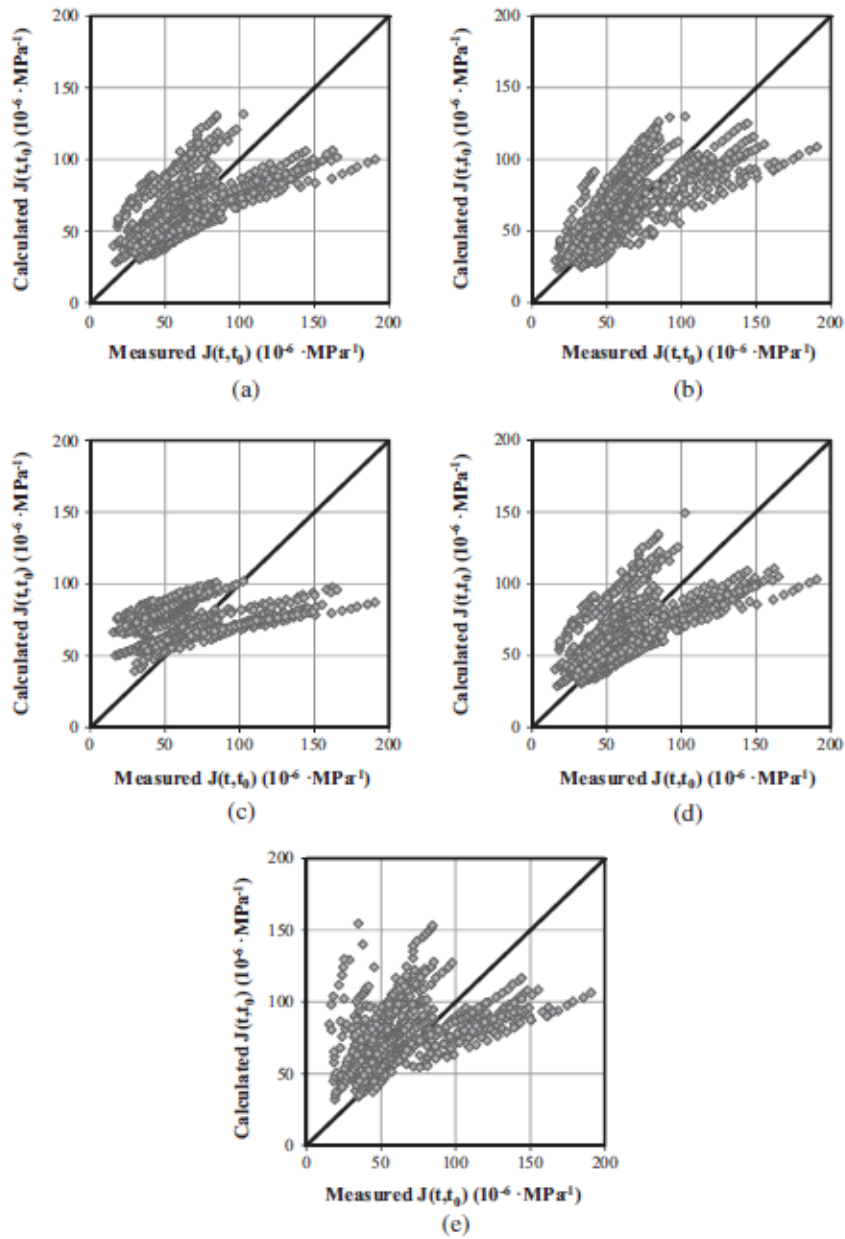 200
150
100
50
0
Calculated J(t,t0) (10-6 ·MPa-1)
0 50 100 150 200
Measured J(t,t0) (10-6 ·MPa-1)
(a)
200
150
100
50
0
Calculated J(t,t0) (10-6 ·MPa-1)
0 50 100 150 200
Measured J(t,t0) (10-6 ·MPa-1)
(b)
200
150
100
50
0
Calculated J(t,t0) (10-6 ·MPa-1)
0 50 100 150 200
Measured J(t,t0) (10-6 ·MPa-1)
(c)
200
150
100
50
0
Calculated J(t,t0) (10-6 ·MPa-1)
0 50 100 150 200
Measured J(t,t0) (10-6 ·MPa-1)
(d)
200
150
100
50
0
Calculated J(t,t0) (10-6 ·MPa-1)
0 50 100 150 200
Measured J(t,t0) (10-6 ·MPa-1)
(e)